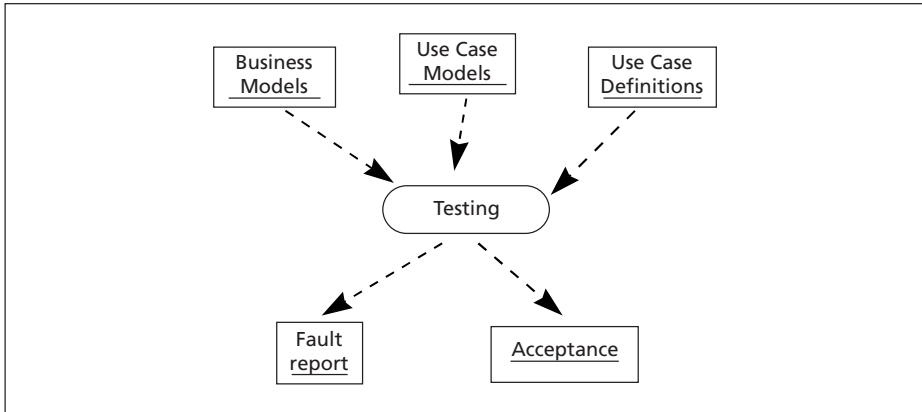 Business
Models
Use Case
Models
Use Case
Definitions
Testing
Fault
report
Acceptance